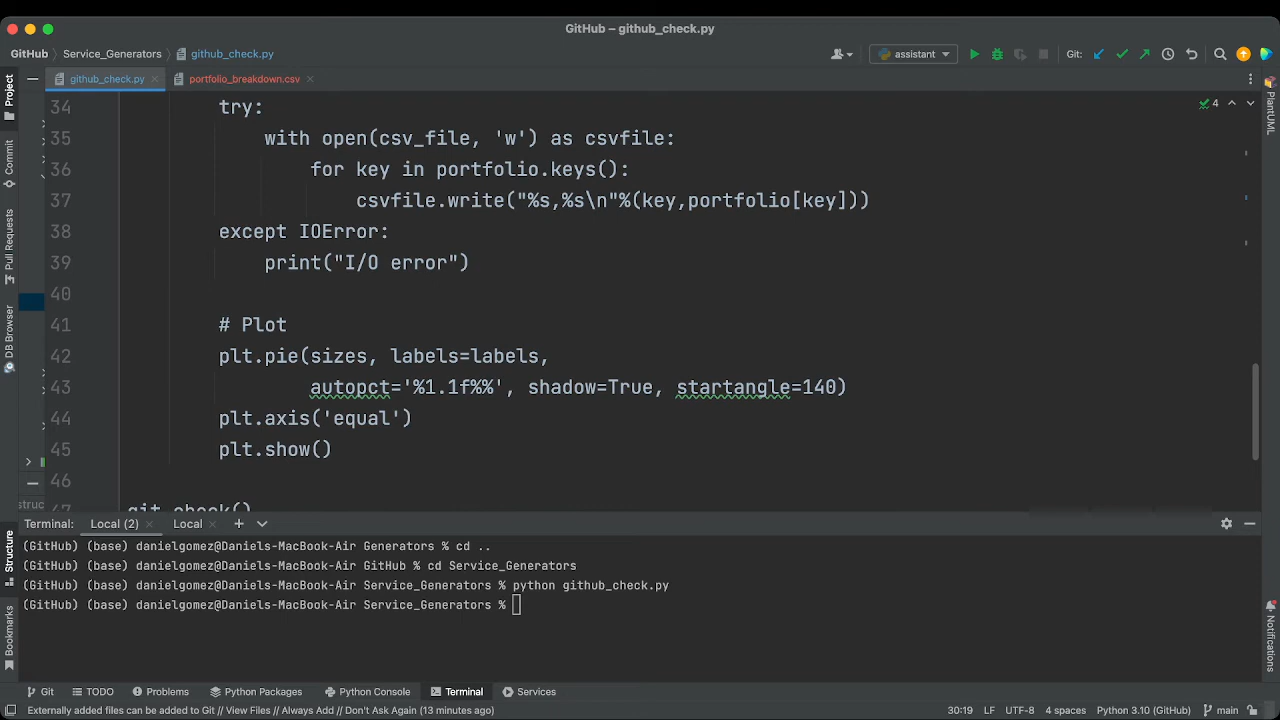 GitHub – github_check.py
GitHub Service_Generators github_check.py
assistant Git:
github_check.py portfolio_breakdown.csv
Project
Commit
Pull Requests
DB Browser
Structure
Bookmarks
PlantUML
Notifications
4
34 try:
35 with open(csv_file, 'w') as csvfile:
36 for key in portfolio.keys():
37 csvfile.write("%s,%s\n"%(key,portfolio[key]))
38 except IOError:
39 print("I/O error")
40
41 # Plot
42 plt.pie(sizes, labels=labels,
43 autopct='%1.1f%%', shadow=True, startangle=140)
44 plt.axis('equal')
45 plt.show()
46
47 git_check()
struc
Terminal: Local (2) Local
(GitHub) (base) danielgomez@Daniels-MacBook-Air Generators % cd ..
(GitHub) (base) danielgomez@Daniels-MacBook-Air GitHub % cd Service_Generators
(GitHub) (base) danielgomez@Daniels-MacBook-Air Service_Generators % python github_check.py
(GitHub) (base) danielgomez@Daniels-MacBook-Air Service_Generators %
Git TODO Problems Python Packages Python Console Terminal Services
Externally added files can be added to Git // View Files // Always Add // Don't Ask Again (13 minutes ago) 30:19 LF UTF-8 4 spaces Python 3.10 (GitHub) main